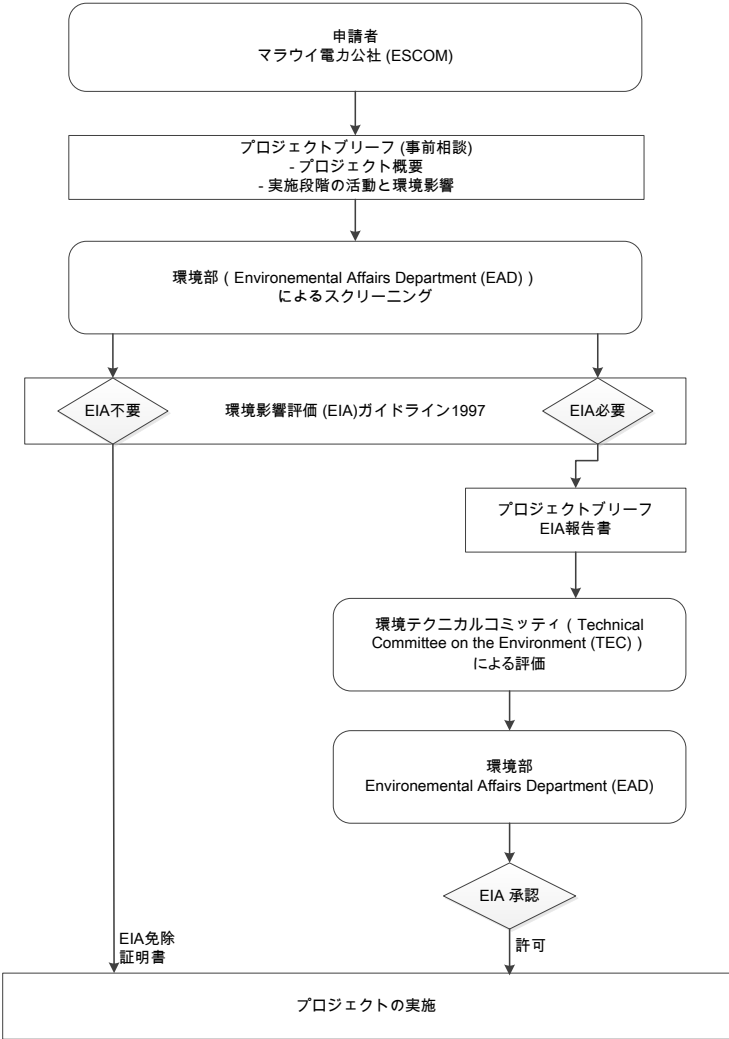 申請者
マラウイ電力公社 (ESCOM)
プロジェクトブリーフ (事前相談)
- プロジェクト概要
- 実施段階の活動と環境影響
環境部 ( Environemental Affairs Department (EAD) )
によるスクリーニング
EIA不要
環境影響評価 (EIA)ガイドライン1997
EIA必要
プロジェクトブリーフ
EIA報告書
環境テクニカルコミッティ ( Technical
Committee on the Environment (TEC) )
による評価
環境部
Environemental Affairs Department (EAD)
EIA 承認
EIA免除
証明書
許可
プロジェクトの実施